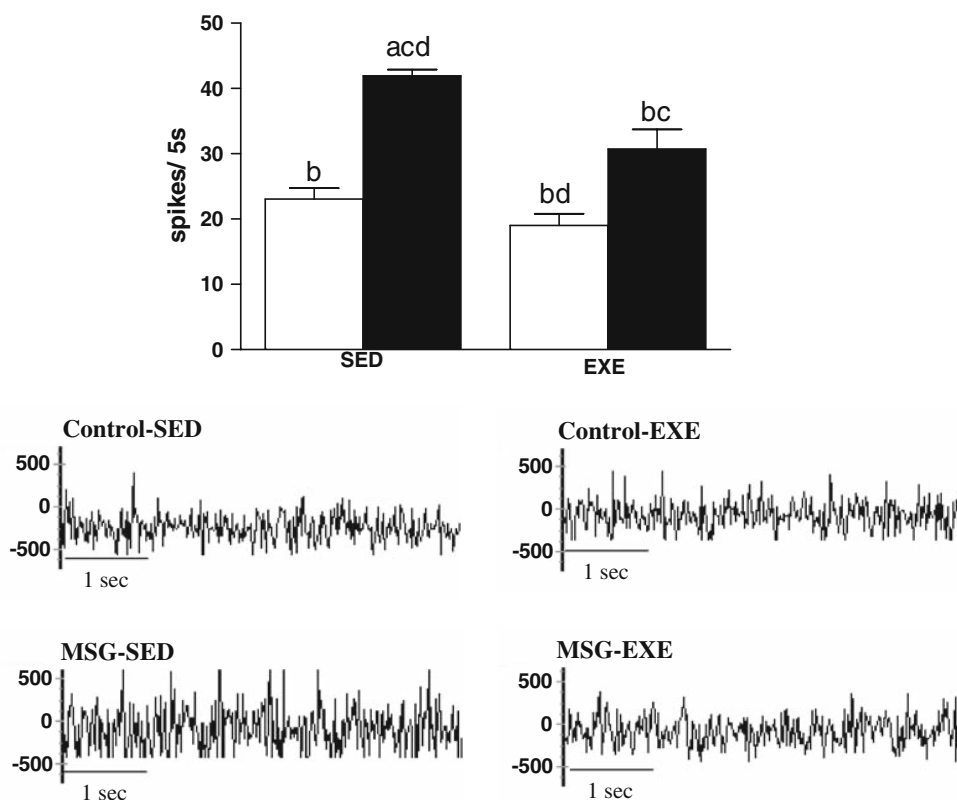 50
acd
40
bc
30
b
bd
20
10
0
spikes/ 5s
SED
EXE
Control-SED
500
0
-500
1 sec
Control-EXE
500
0
-500
1 sec
MSG-SED
500
0
-500
1 sec
MSG-EXE
500
0
-500
1 sec